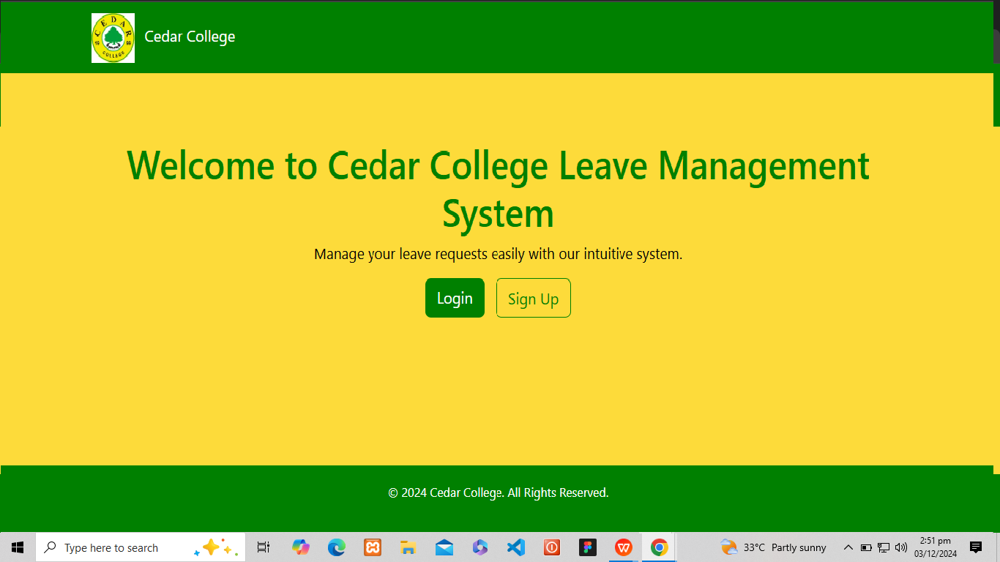 CEDAR
19 99
COLLEGE
Cedar College
Welcome to Cedar College Leave Management
System
Manage your leave requests easily with our intuitive system.
Login
Sign Up
© 2024 Cedar College. All Rights Reserved.
Type here to search
33°C Partly sunny
2:51 pm
03/12/2024